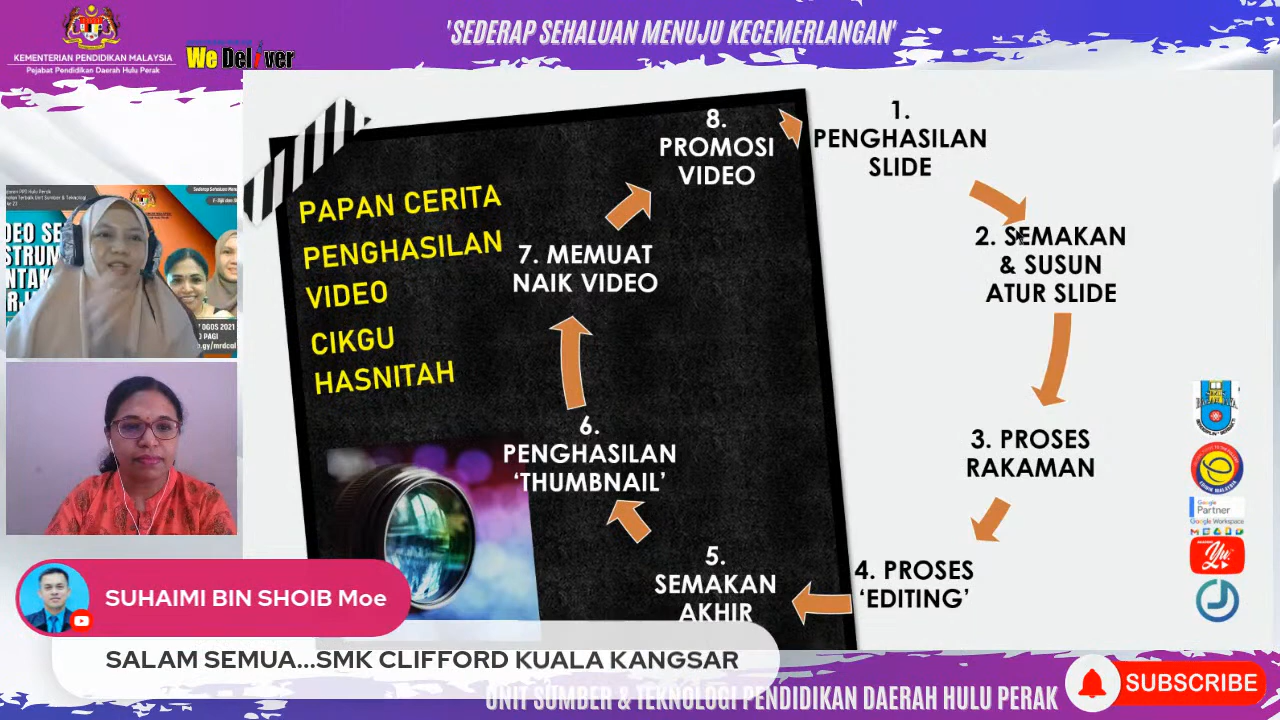 'SEDERAP SEHALUAN MENUJU KECEMERLANGAN'
KEMENTERIAN PENDIDIKAN MALAYSIA
Pejabat Pendidikan Daerah Hulu Perak
We Deliver
PAPAN CERITA
PENGHASILAN
VIDEO
CIKGU
HASNITAH
1.
PENGHASILAN
SLIDE
2. SEMAKAN
& SUSUN
ATUR SLIDE
3. PROSES
RAKAMAN
4. PROSES
'EDITING'
5.
SEMAKAN
AKHIR
6.
PENGHASILAN
'THUMBNAIL'
7. MEMUAT
NAIK VIDEO
8.
PROMOSI
VIDEO
Google
Partner
Google Workspace
SUHAIMI BIN SHOIB Moe
SALAM SEMUA...SMK CLIFFORD KUALA KANGSAR
UNIT SUMBER & TEKNOLOGI PENDIDIKAN DAERAH HULU PERAK
SUBSCRIBE